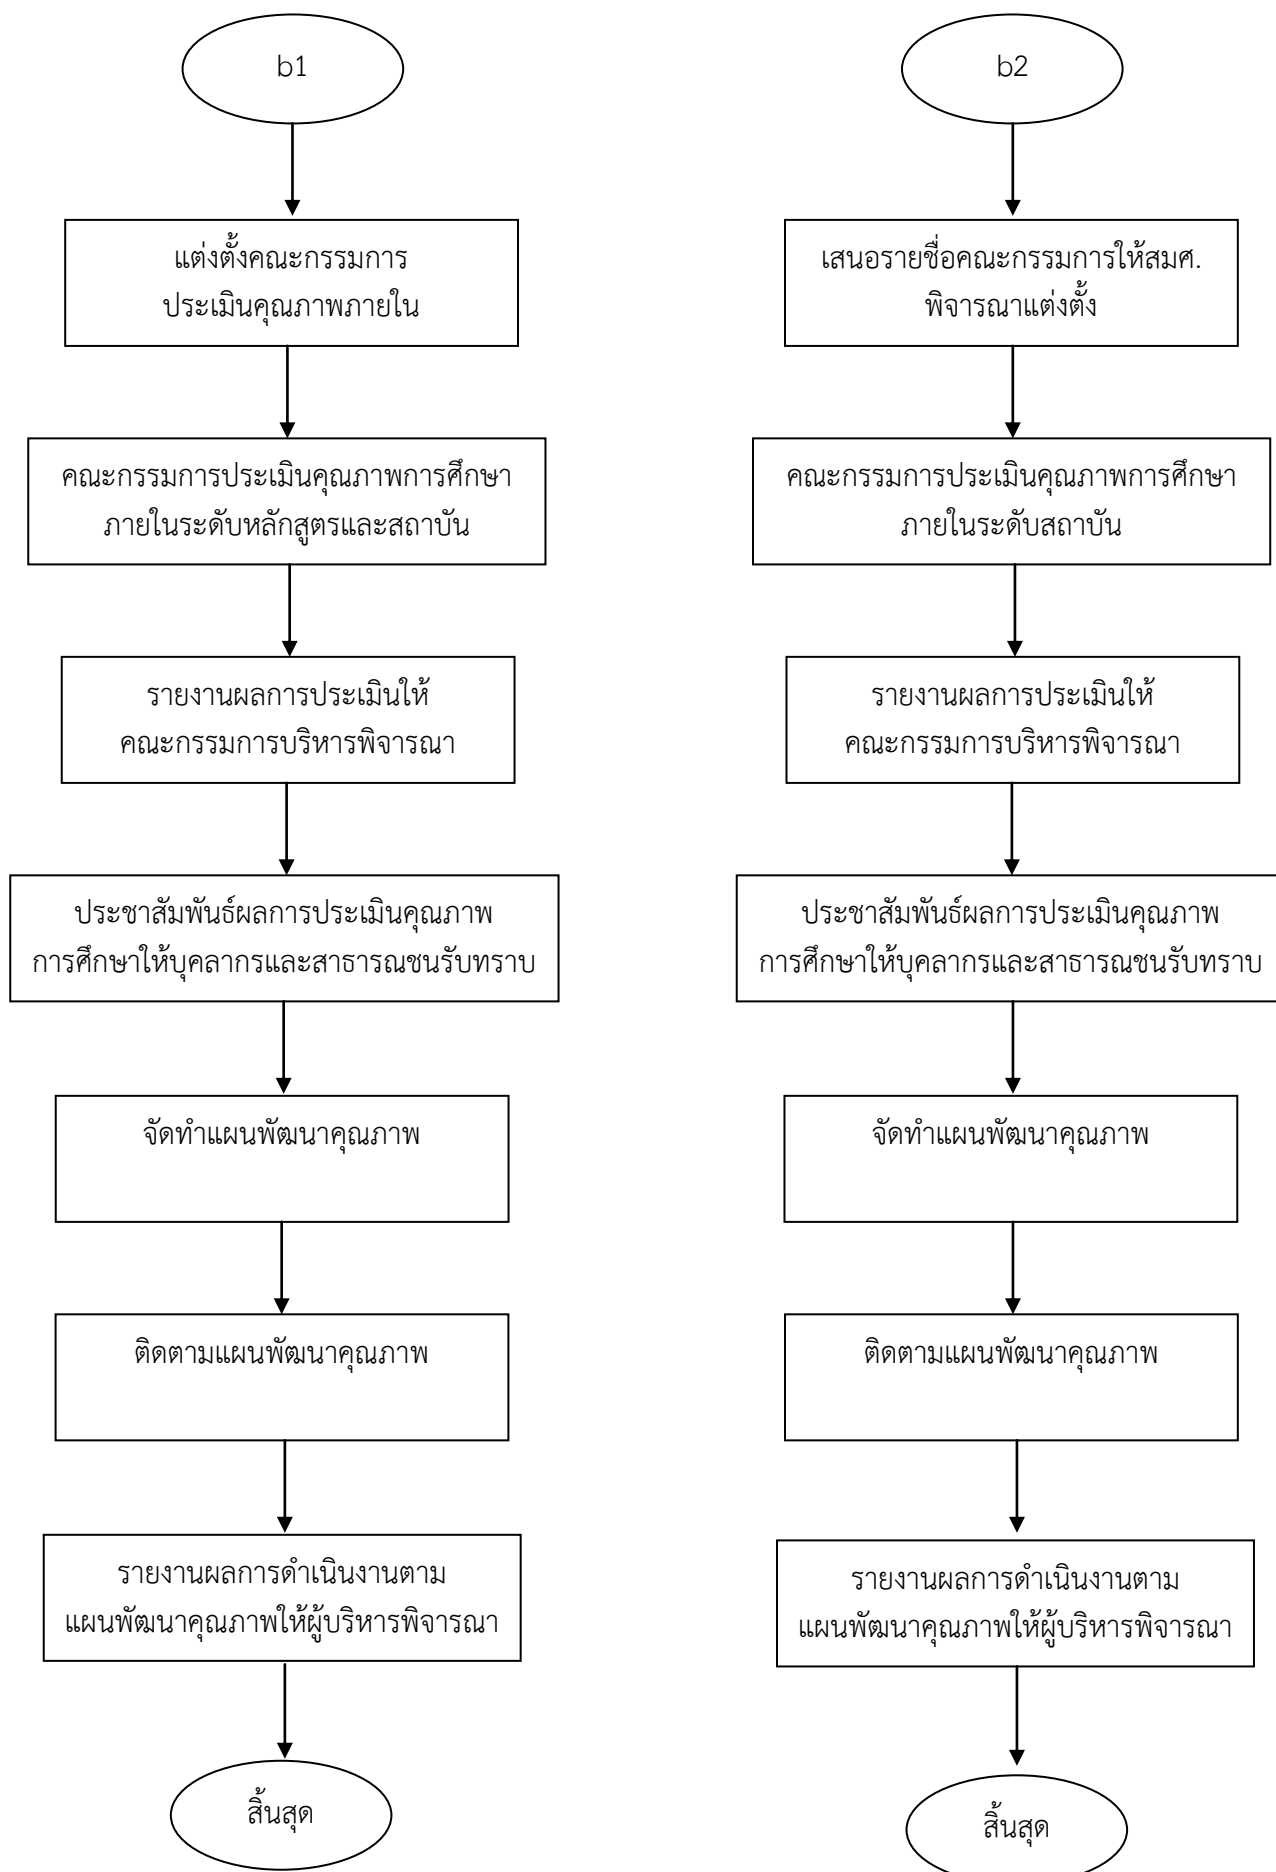 b1
แต่งตั้งคณะกรรมการ
ประเมินคุณภาพภายใน
คณะกรรมการประเมินคุณภาพการศึกษา
ภายในระดับหลักสูตรและสถาบัน
รายงานผลการประเมินให้
คณะกรรมการบริหารพิจารณา
ประชาสัมพันธ์ผลการประเมินคุณภาพ
การศึกษาให้บุคลากรและสาธารณชนรับทราบ
จัดทำแผนพัฒนาคุณภาพ
ติดตามแผนพัฒนาคุณภาพ
รายงานผลการดำเนินงานตาม
แผนพัฒนาคุณภาพให้ผู้บริหารพิจารณา
สิ้นสุด
b2
เสนอรายชื่อคณะกรรมการให้สมศ.
พิจารณาแต่งตั้ง
คณะกรรมการประเมินคุณภาพการศึกษา
ภายในระดับสถาบัน
รายงานผลการประเมินให้
คณะกรรมการบริหารพิจารณา
ประชาสัมพันธ์ผลการประเมินคุณภาพ
การศึกษาให้บุคลากรและสาธารณชนรับทราบ
จัดทำแผนพัฒนาคุณภาพ
ติดตามแผนพัฒนาคุณภาพ
รายงานผลการดำเนินงานตาม
แผนพัฒนาคุณภาพให้ผู้บริหารพิจารณา
สิ้นสุด